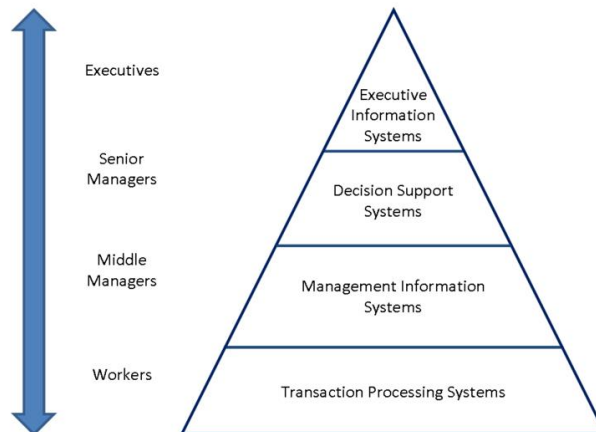 Executives
Executive
Information
Systems
Senior
Managers
Decision Support
Systems
Middle
Managers
Management Information
Systems
Workers
Transaction Processing Systems